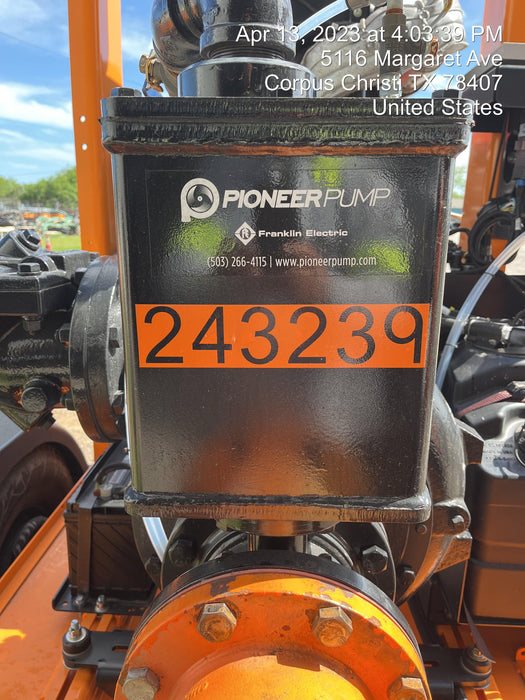 Apr 13, 2023 at 4:03:39 PM
5116 Margaret Ave
Corpus Christi TX 78407
United States
PIONEERPUMP
Franklin Electric
(503) 266-4115 | www.pioneerpump.com
243239